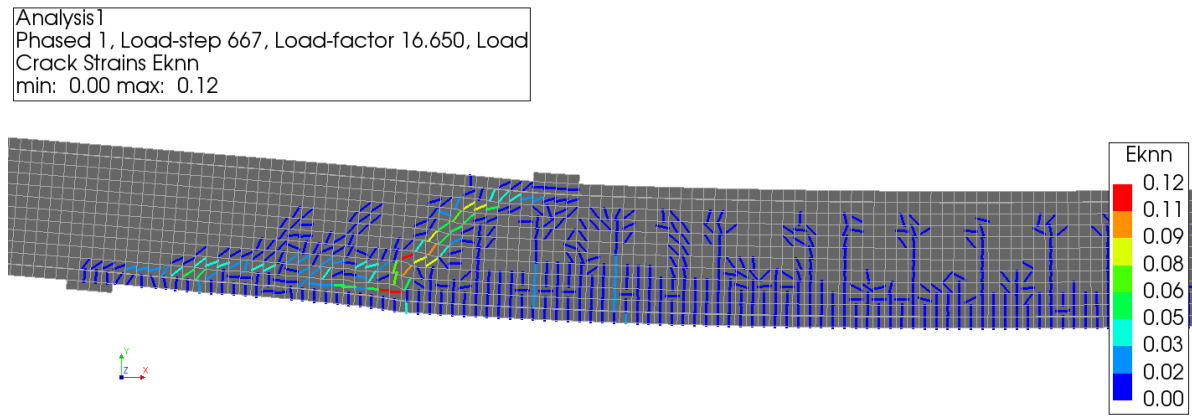 Analysis1
Phased 1, Load-step 667, Load-factor 16.650, Load
Crack Strains Eknn
min: 0.00 max: 0.12
Eknn
0.12
0.11
0.09
0.08
0.06
0.05
0.03
0.02
0.00
Y
Z X